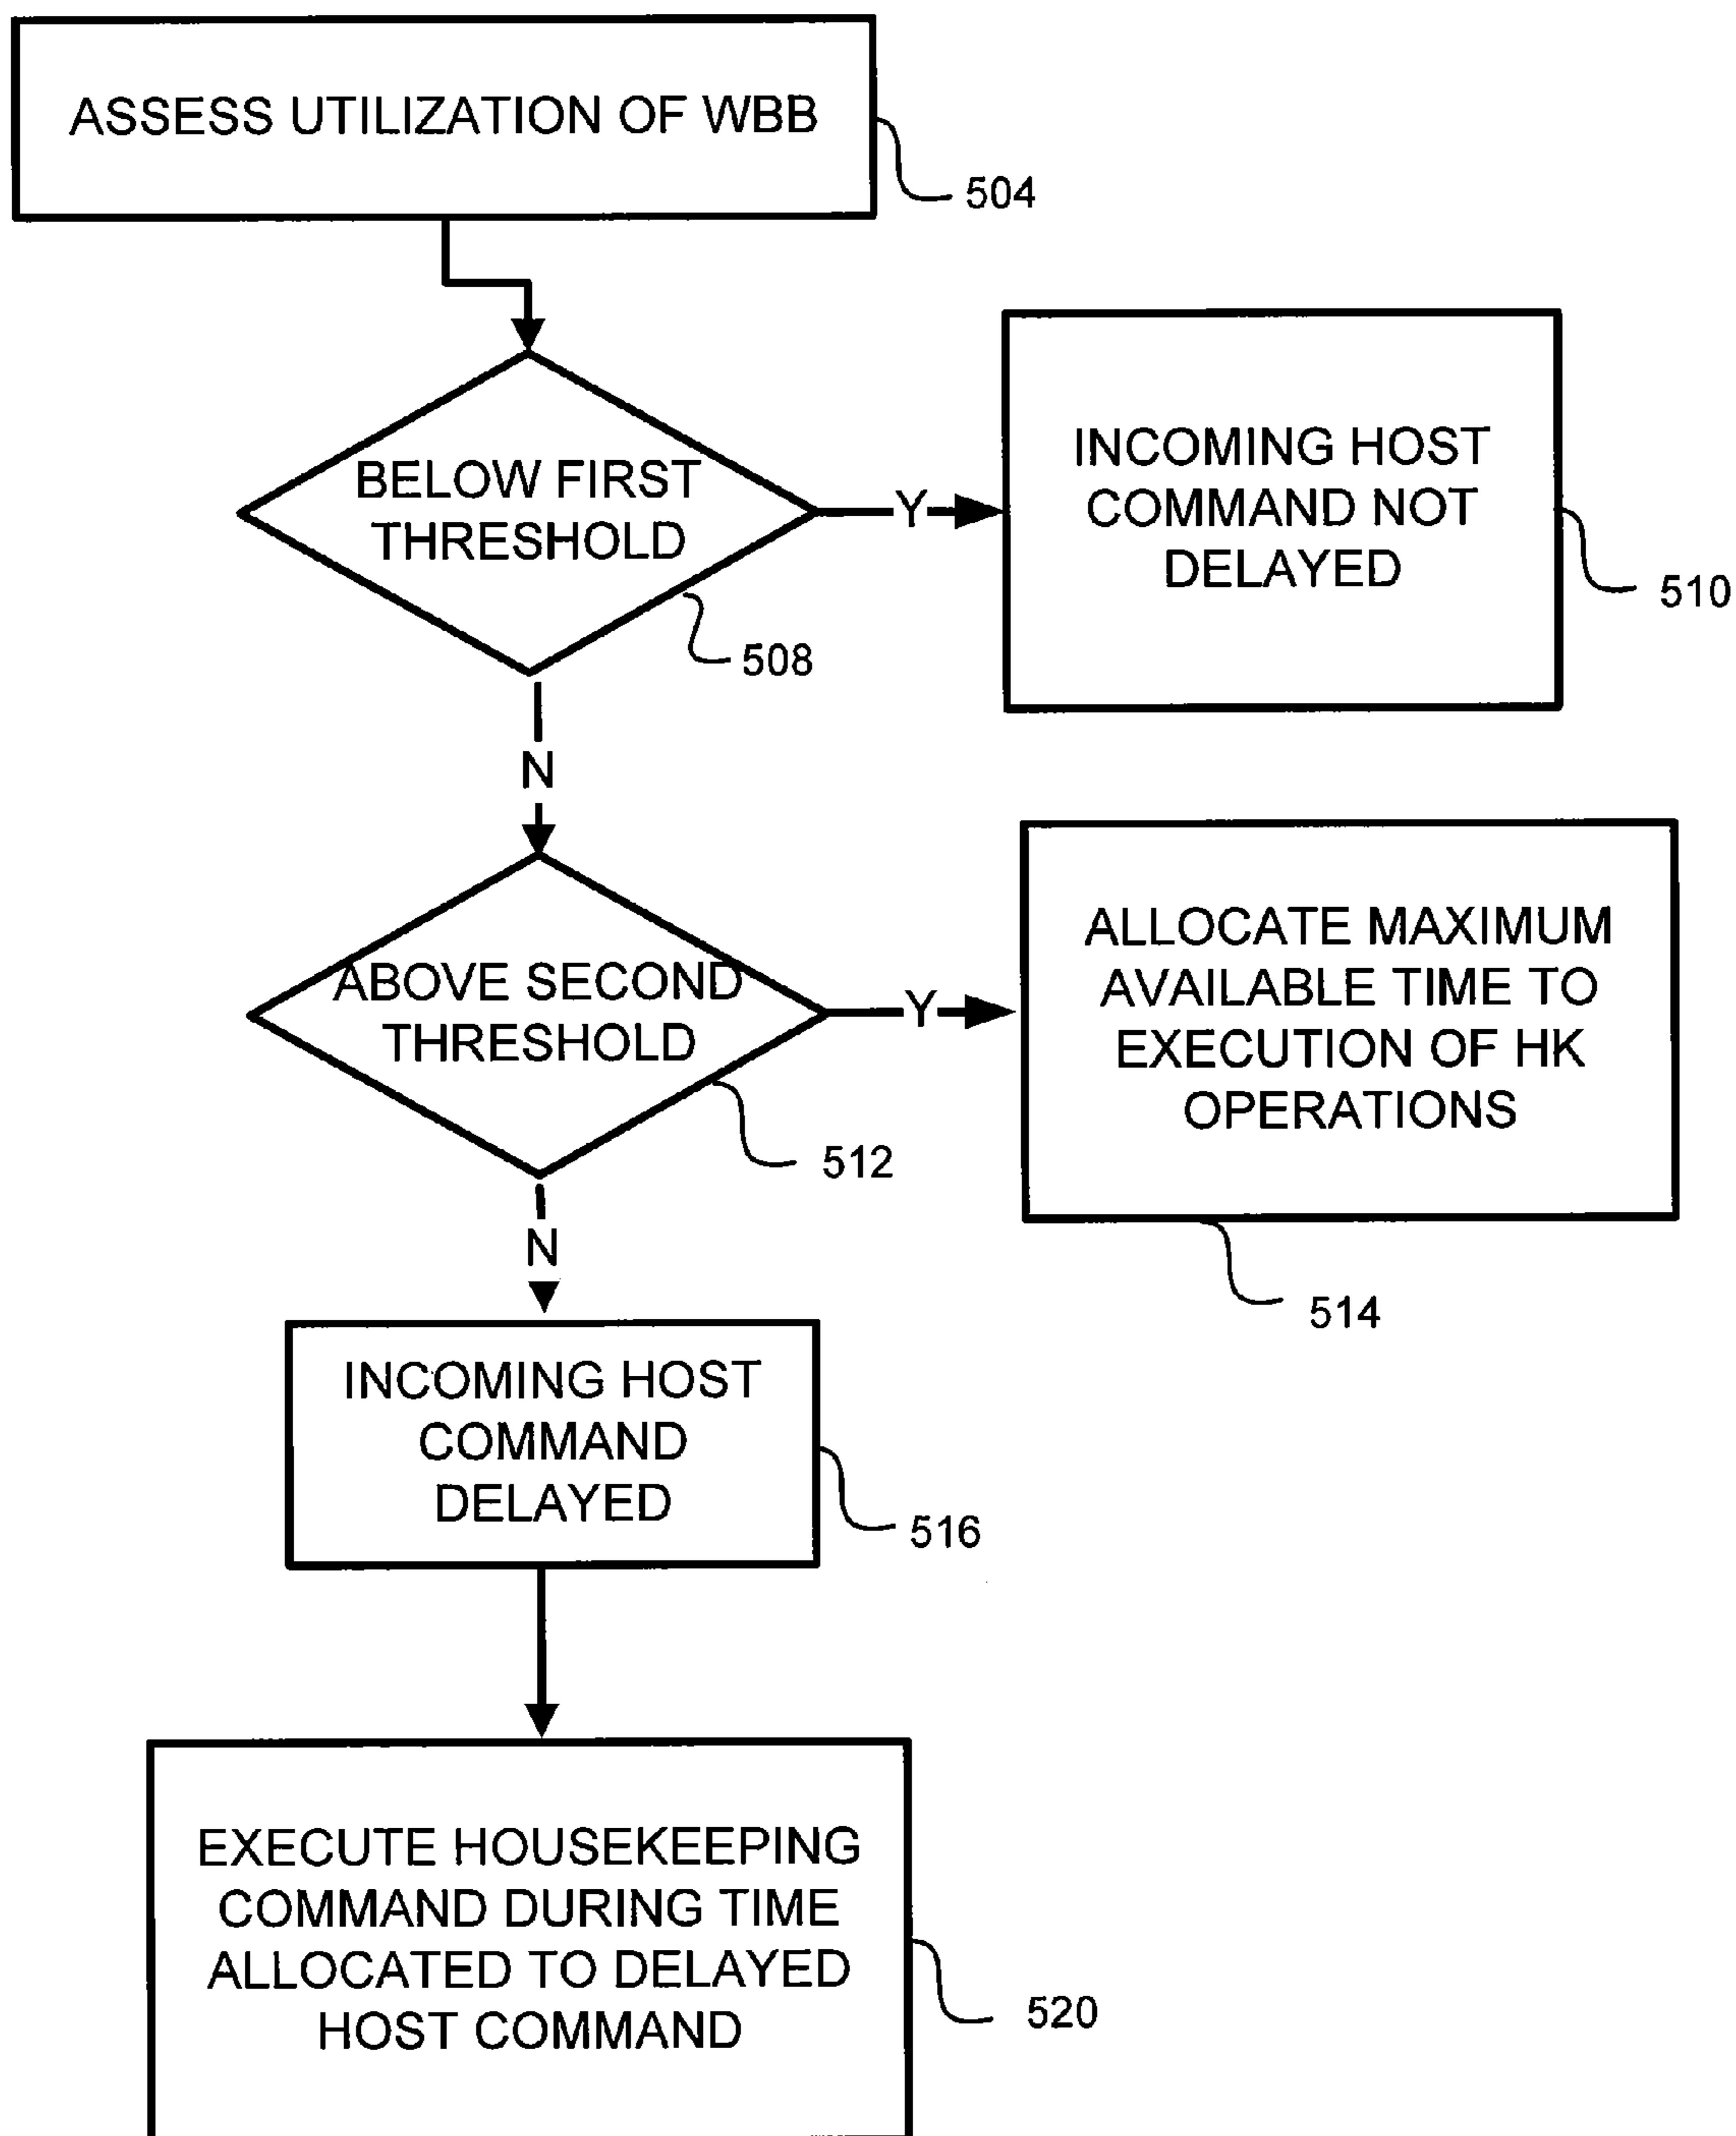 ASSESS UTILIZATION OF WBB
504
BELOW FIRST
THRESHOLD
508
Y
INCOMING HOST
COMMAND NOT
DELAYED
510
N
ABOVE SECOND
THRESHOLD
512
Y
ALLOCATE MAXIMUM
AVAILABLE TIME TO
EXECUTION OF HK
OPERATIONS
514
N
INCOMING HOST
COMMAND
DELAYED
516
EXECUTE HOUSEKEEPING
COMMAND DURING TIME
ALLOCATED TO DELAYED
HOST COMMAND
520